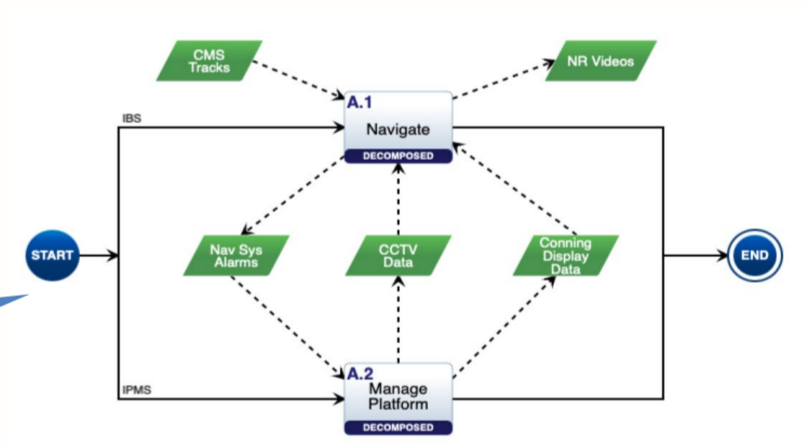 CMS
Tracks
NR Videos
A.1
IBS
Navigate
DECOMPOSED
START
Nav Sys
Alarms
CCTV
Data
Conning
Display
Data
END
A.2
IPMS
Manage
Platform
DECOMPOSED